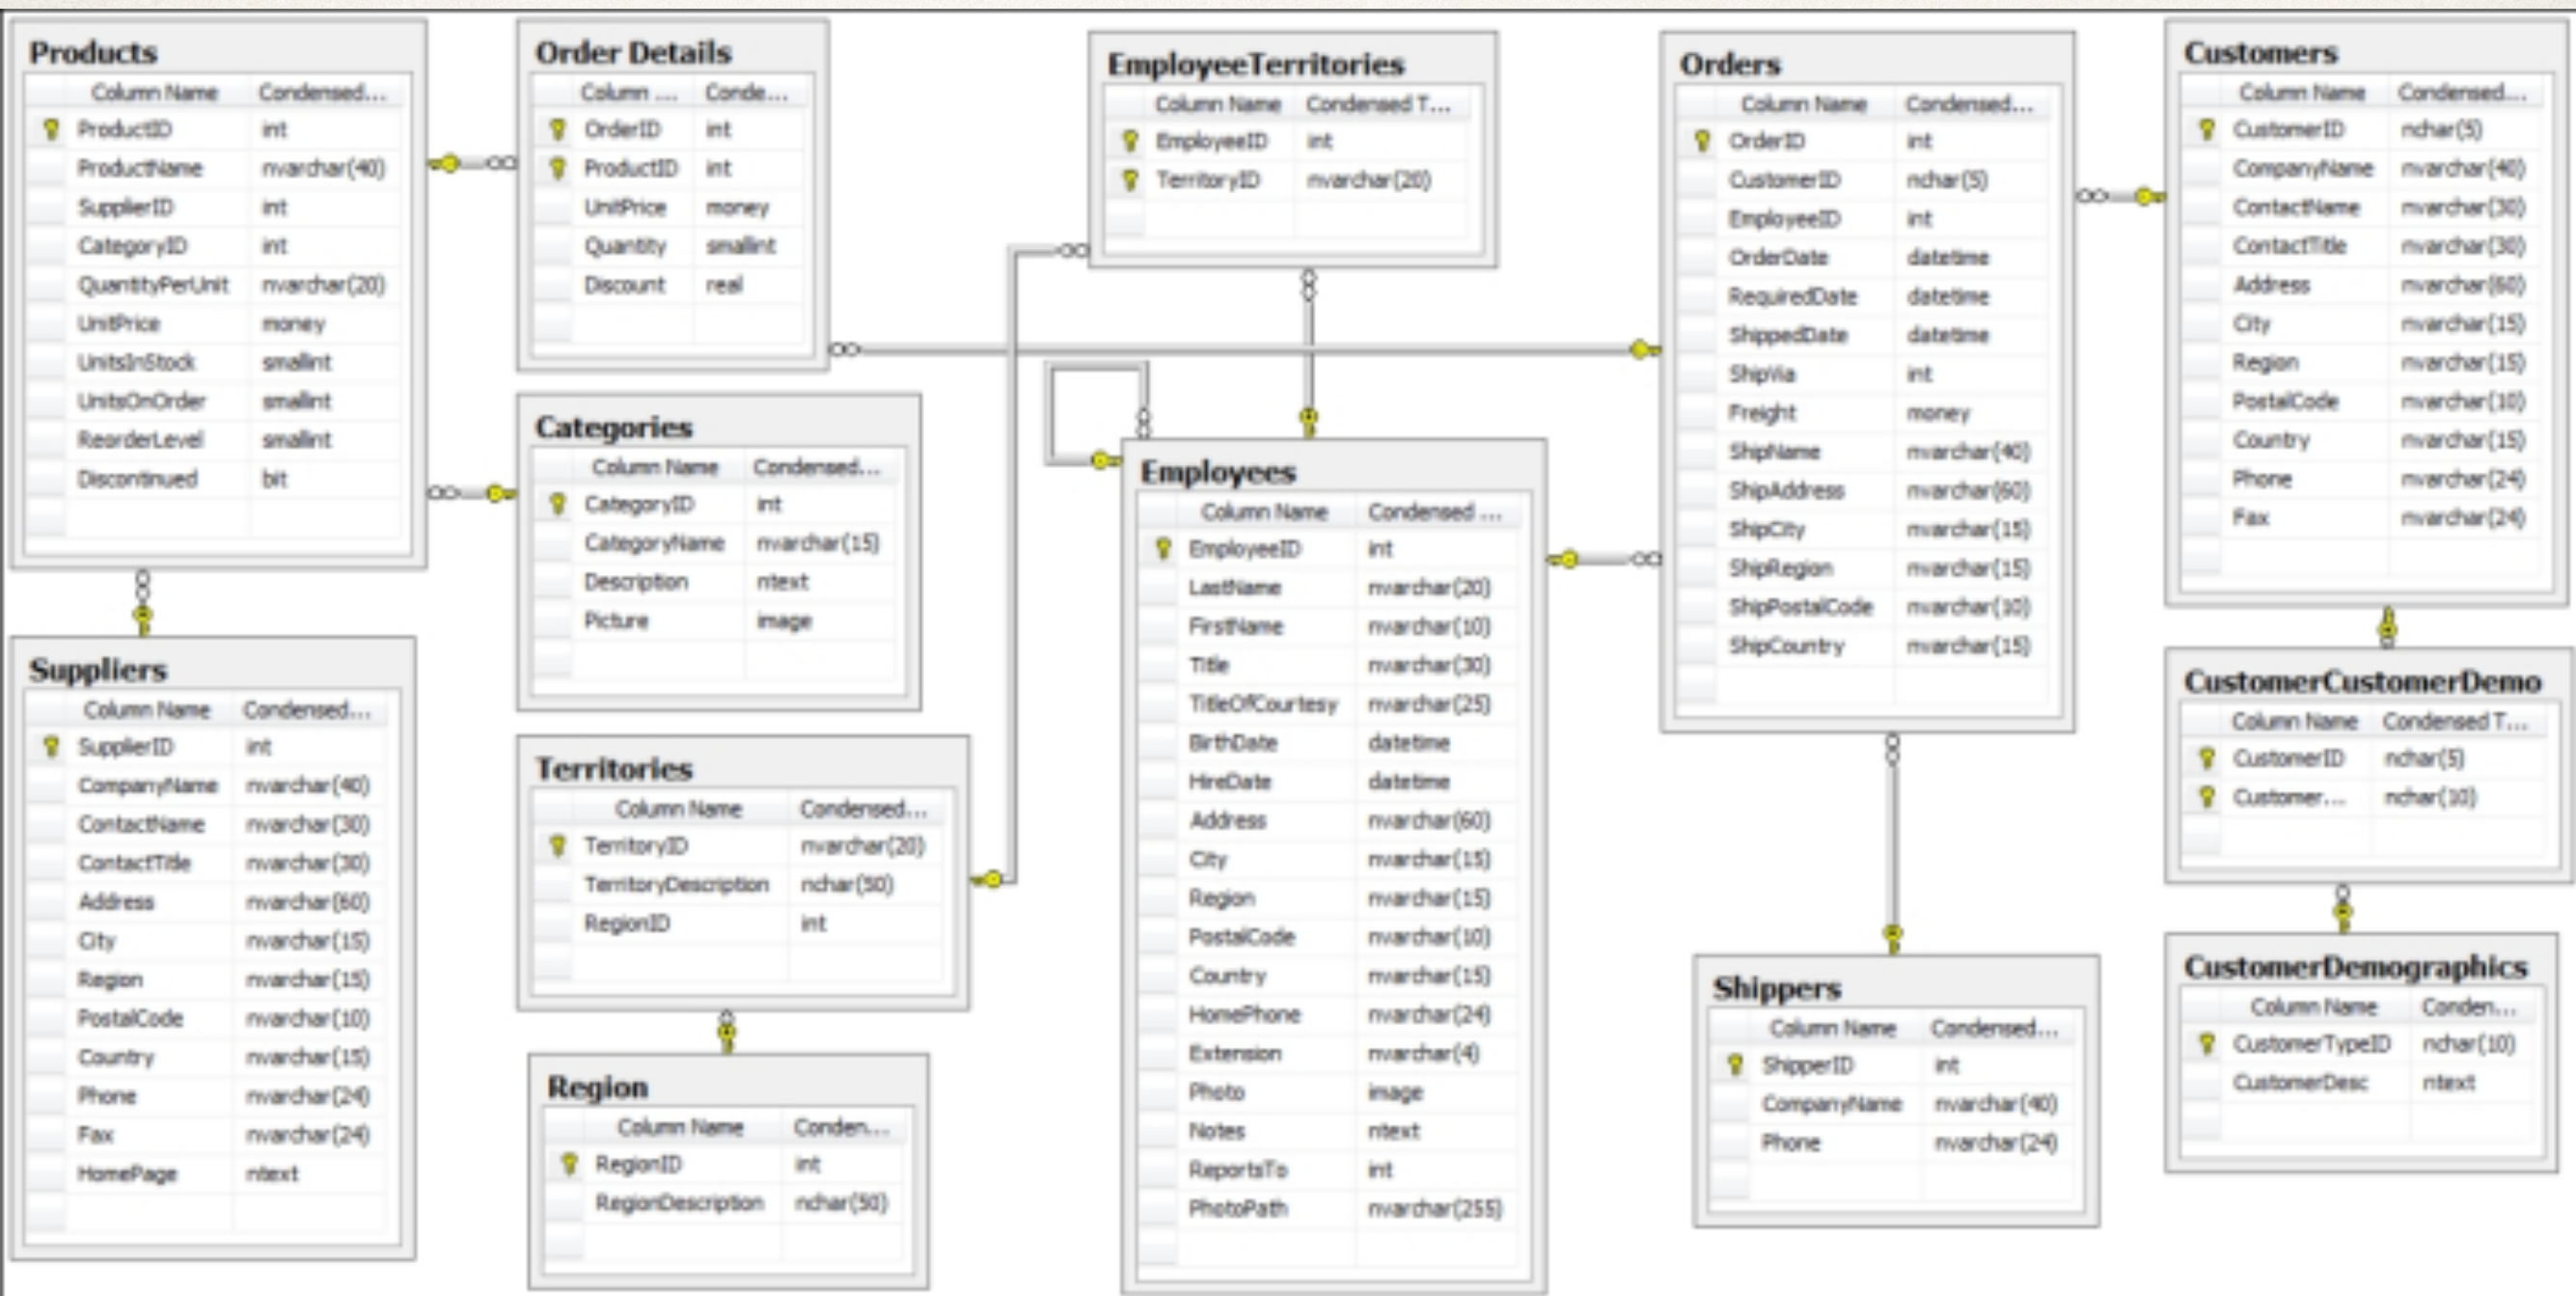 Products
Column Name Condensed...
ProductID int
ProductName nvarchar(40)
SupplierID int
CategoryID int
QuantityPerUnit nvarchar(20)
UnitPrice money
UnitsInStock smallint
UnitsOnOrder smallint
ReorderLevel smallint
Discontinued bit
Suppliers
Column Name Condensed...
SupplierID int
CompanyName nvarchar(40)
ContactName nvarchar(30)
ContactTitle nvarchar(30)
Address nvarchar(60)
City nvarchar(15)
Region nvarchar(15)
PostalCode nvarchar(10)
Country nvarchar(15)
Phone nvarchar(24)
Fax nvarchar(24)
HomePage ntext
Order Details
Column ... Conde...
OrderID int
ProductID int
UnitPrice money
Quantity smallint
Discount real
Categories
Column Name Condensed...
CategoryID int
CategoryName nvarchar(15)
Description ntext
Picture image
Territories
Column Name Condensed...
TerritoryID nvarchar(20)
TerritoryDescription nchar(50)
RegionID int
Region
Column Name Conden...
RegionID int
RegionDescription nchar(50)
EmployeeTerritories
Column Name Condensed T...
EmployeeID int
TerritoryID nvarchar(20)
Employees
Column Name Condensed ...
EmployeeID int
LastName nvarchar(20)
FirstName nvarchar(10)
Title nvarchar(30)
TitleOfCourtesy nvarchar(25)
BirthDate datetime
HireDate datetime
Address nvarchar(60)
City nvarchar(15)
Region nvarchar(15)
PostalCode nvarchar(10)
Country nvarchar(15)
HomePhone nvarchar(24)
Extension nvarchar(4)
Photo image
Notes ntext
ReportsTo int
PhotoPath nvarchar(255)
Orders
Column Name Condensed...
OrderID int
CustomerID nchar(5)
EmployeeID int
OrderDate datetime
RequiredDate datetime
ShippedDate datetime
ShipVia int
Freight money
ShipName nvarchar(40)
ShipAddress nvarchar(60)
ShipCity nvarchar(15)
ShipRegion nvarchar(15)
ShipPostalCode nvarchar(10)
ShipCountry nvarchar(15)
Shippers
Column Name Condensed...
ShipperID int
CompanyName nvarchar(40)
Phone nvarchar(24)
Customers
Column Name Condensed...
CustomerID nchar(5)
CompanyName nvarchar(40)
ContactName nvarchar(30)
ContactTitle nvarchar(30)
Address nvarchar(60)
City nvarchar(15)
Region nvarchar(15)
PostalCode nvarchar(10)
Country nvarchar(15)
Phone nvarchar(24)
Fax nvarchar(24)
CustomerCustomerDemo
Column Name Condensed T...
CustomerID nchar(5)
Customer... nchar(10)
CustomerDemographics
Column Name Conden...
CustomerTypeID nchar(10)
CustomerDesc ntext